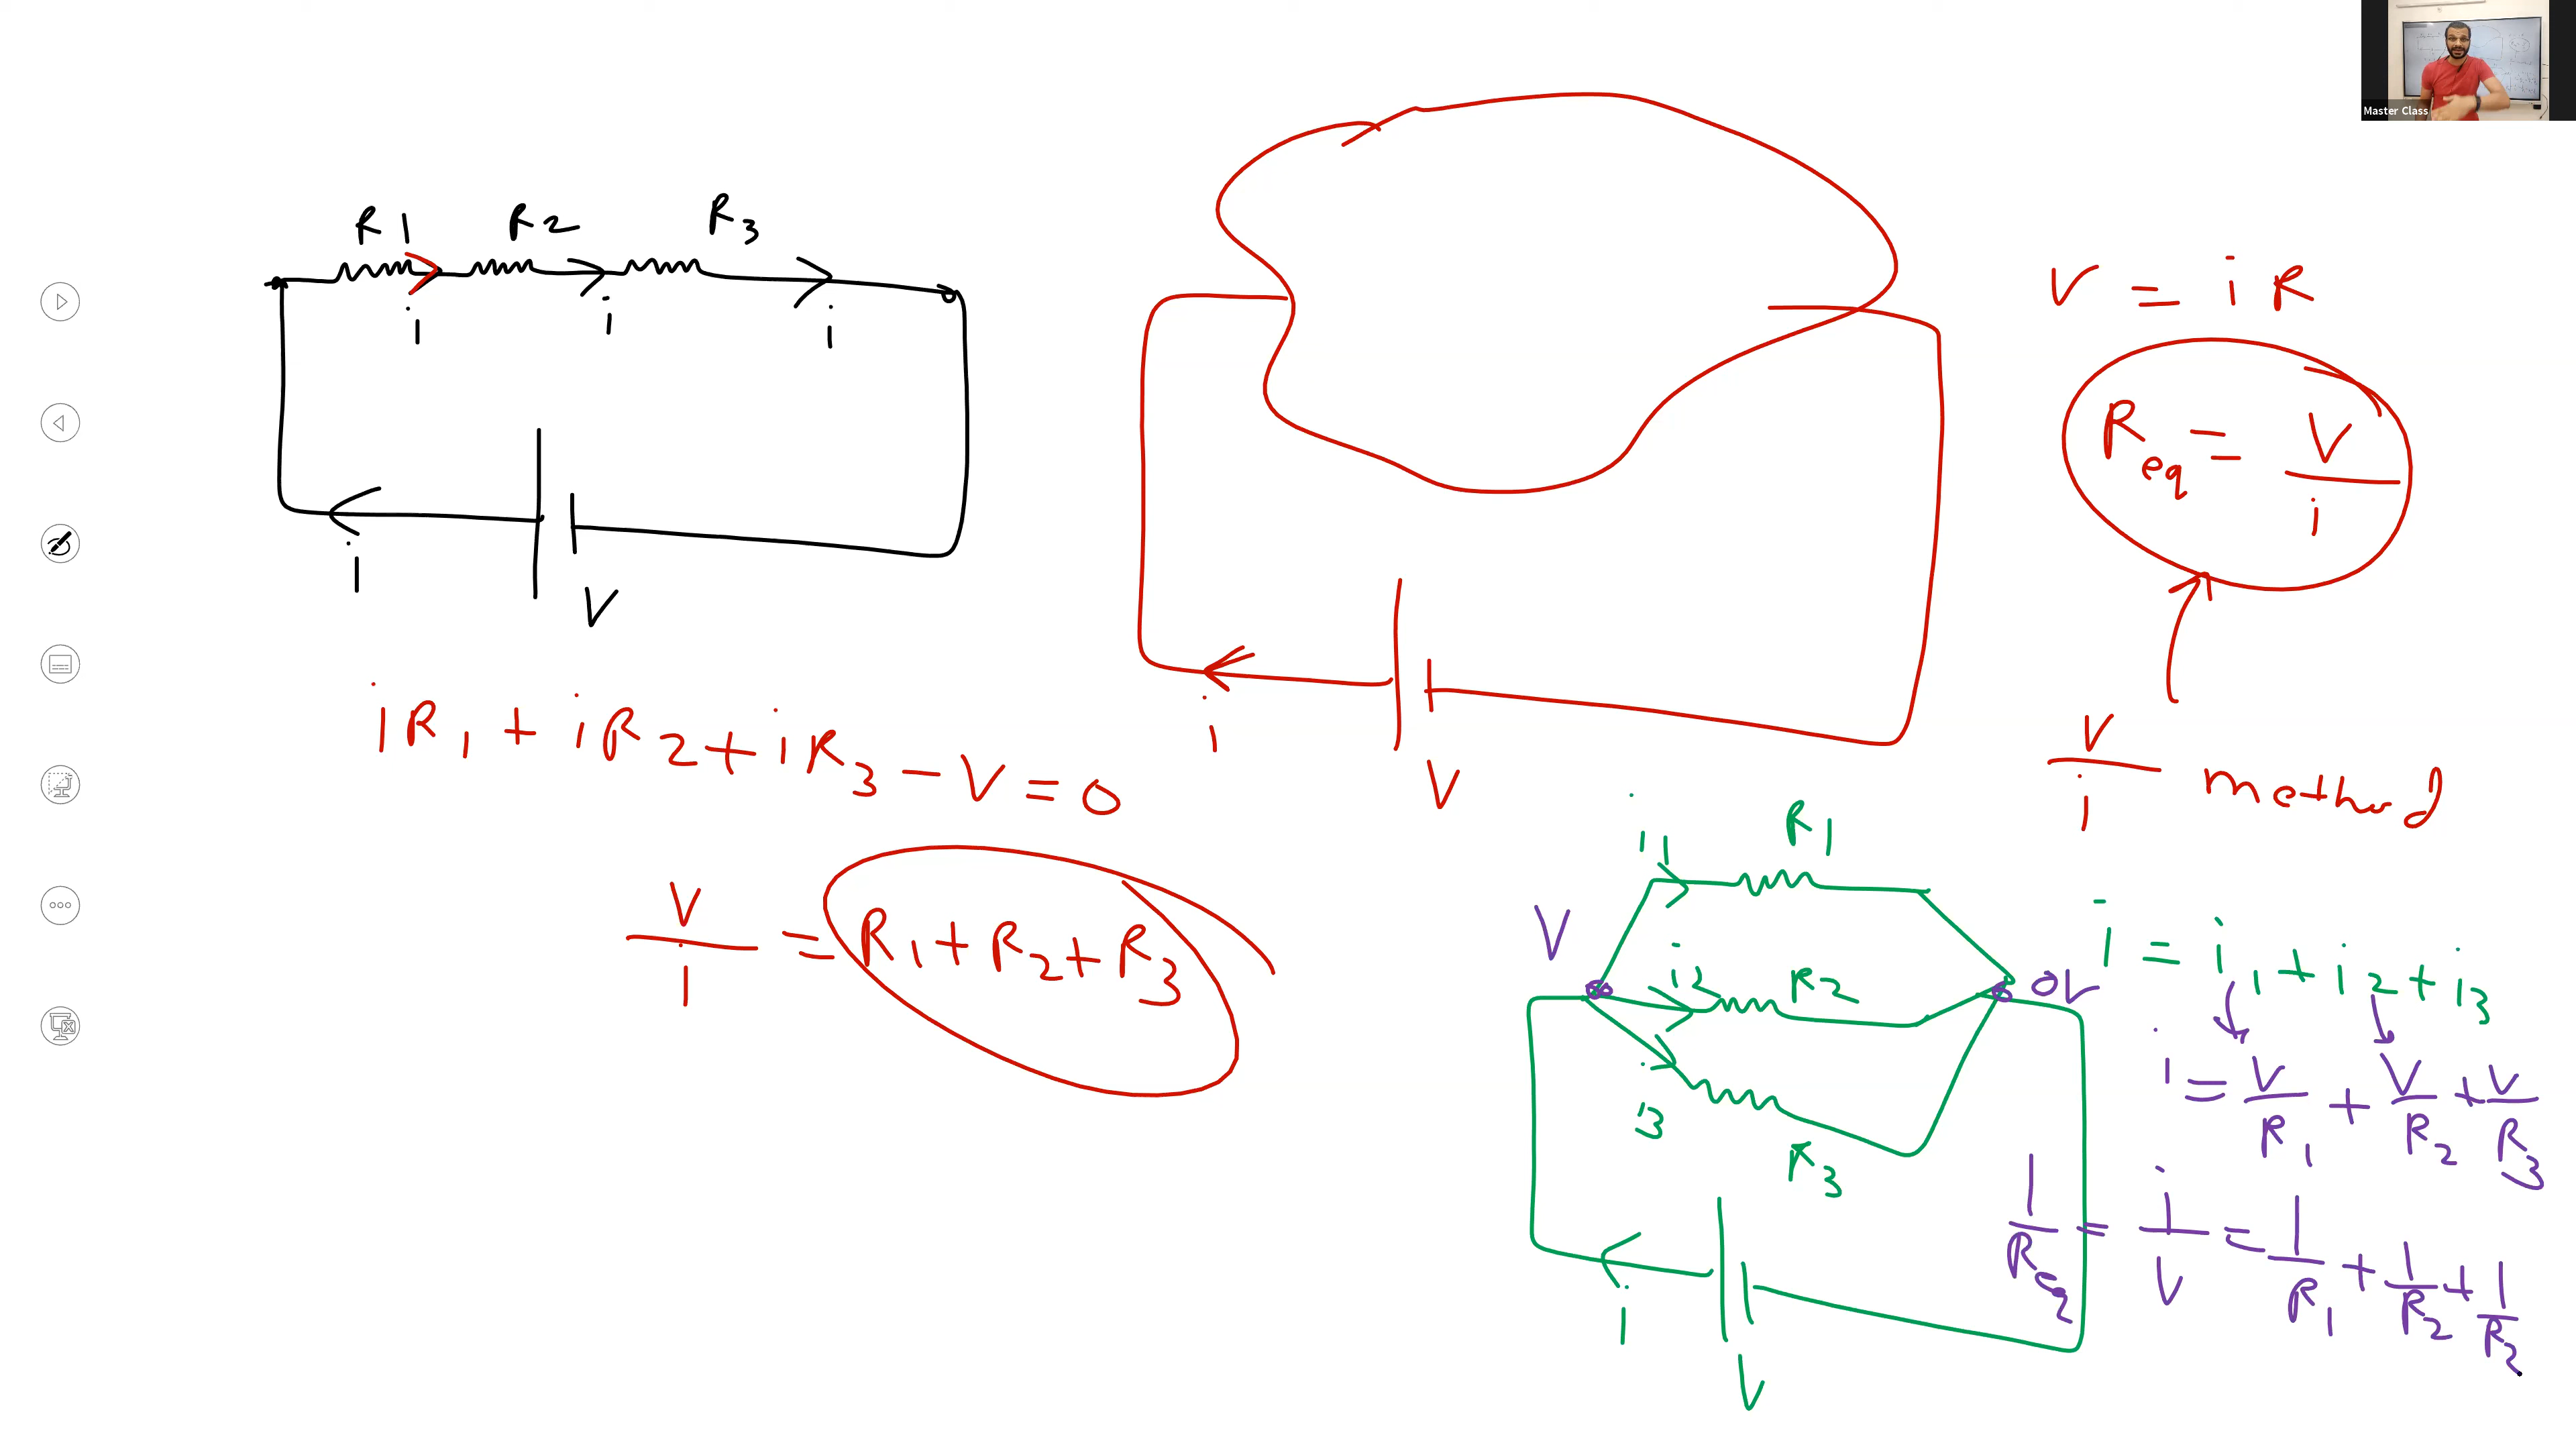 Master Class
R1 R2 R3
i i i
i
V
iR1 + iR2 + iR3 - V = 0
V/i = R1 + R2 + R3
i
V
V = iR
Req = V/i
V/i method
i1 R1
V i2 R2 0V
i3 R3
i
V
i = i1 + i2 + i3
i = V/R1 + V/R2 + V/R3
1/Req = i/V = 1/R1 + 1/R2 + 1/R3